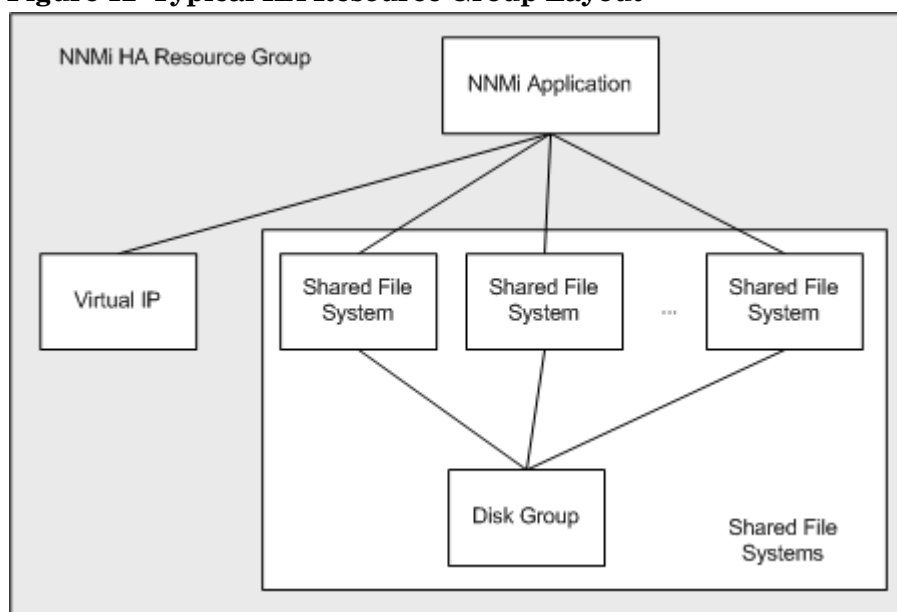 NNMi HA Resource Group
NNMi Application
Virtual IP
Shared File
System
Shared File
System
...
Shared File
System
Disk Group
Shared File
Systems